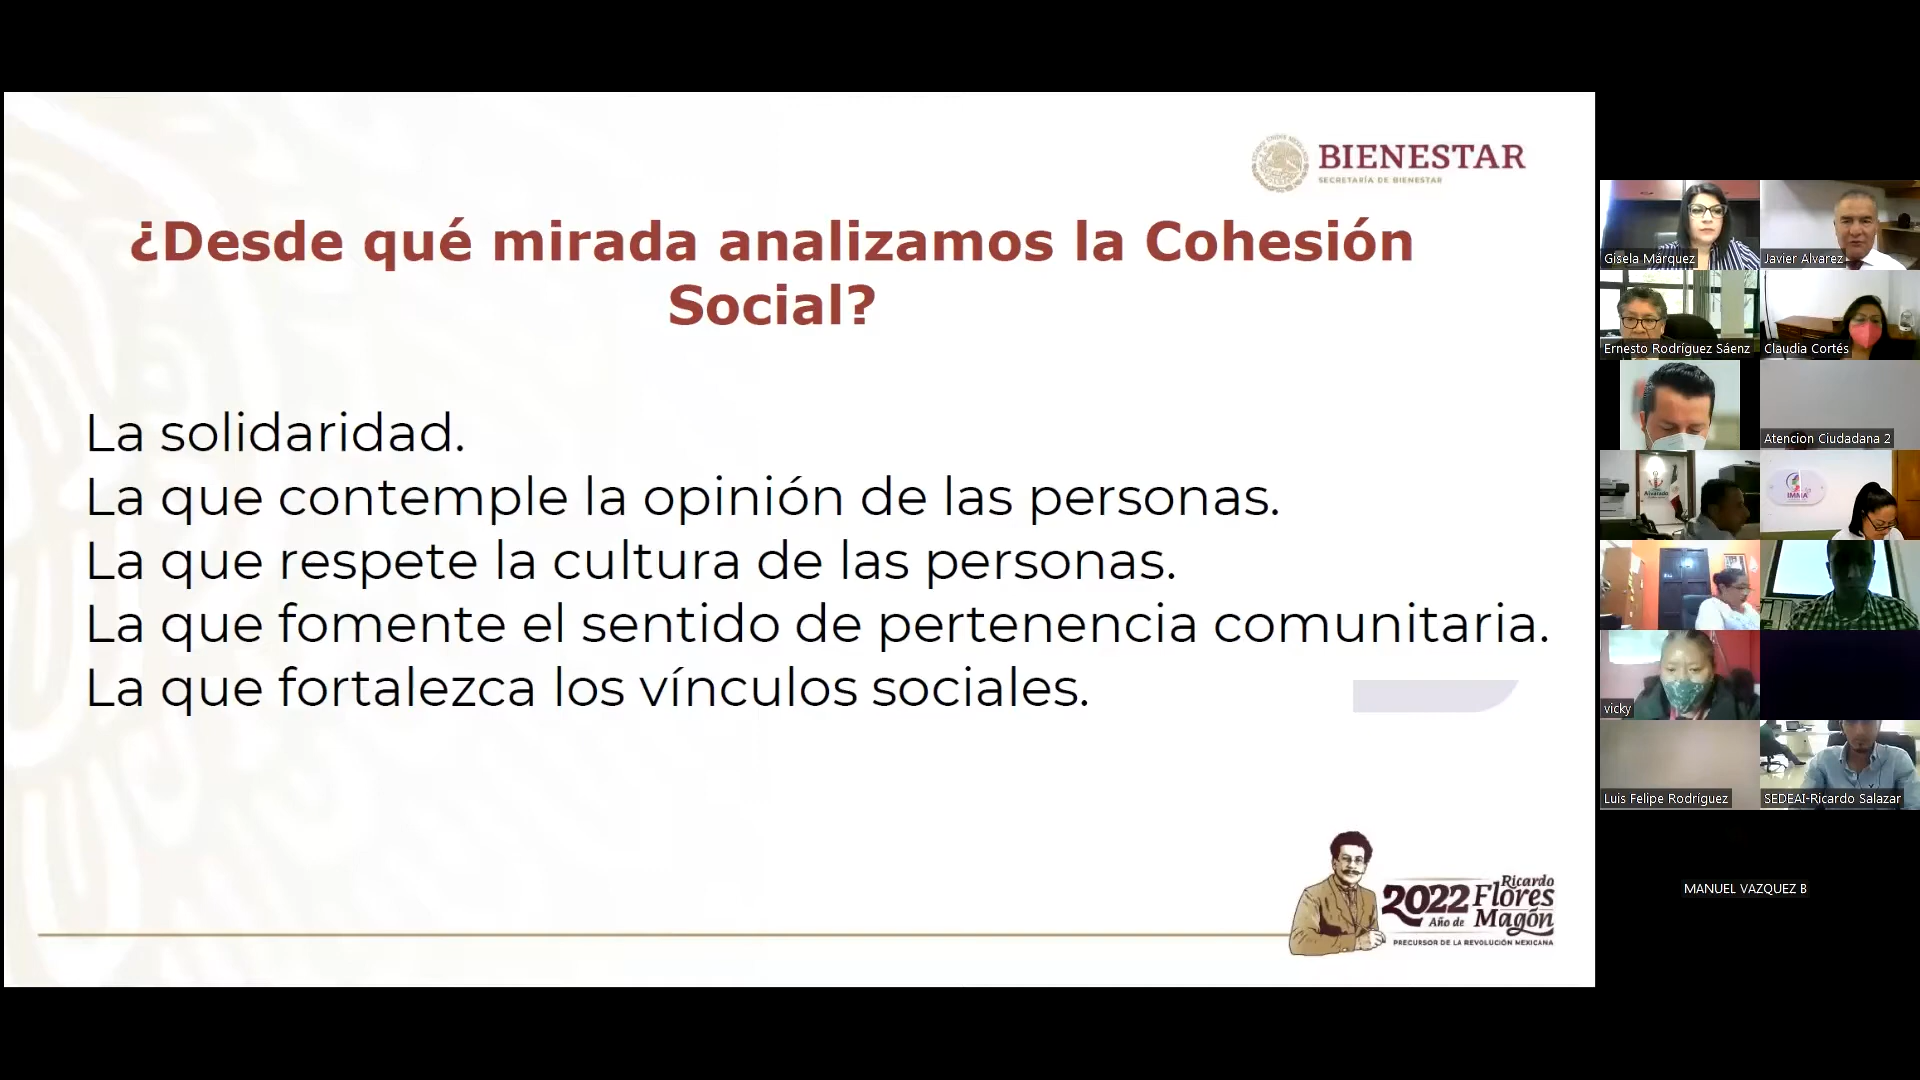 BIENESTAR
SECRETARÍA DE BIENESTAR
¿Desde qué mirada analizamos la Cohesión
Social?
La solidaridad.
La que contemple la opinión de las personas.
La que respete la cultura de las personas.
La que fomente el sentido de pertenencia comunitaria.
La que fortalezca los vínculos sociales.
2022 Ricardo
Flores
Año de Magón
PRECURSOR DE LA REVOLUCIÓN MEXICANA
Gisela Márquez
Javier Alvarez
Ernesto Rodríguez Sáenz
Claudia Cortés
Atencion Ciudadana 2
Alvarado
IMMA
vicky
Luis Felipe Rodríguez
SEDEAI-Ricardo Salazar
MANUEL VAZQUEZ B